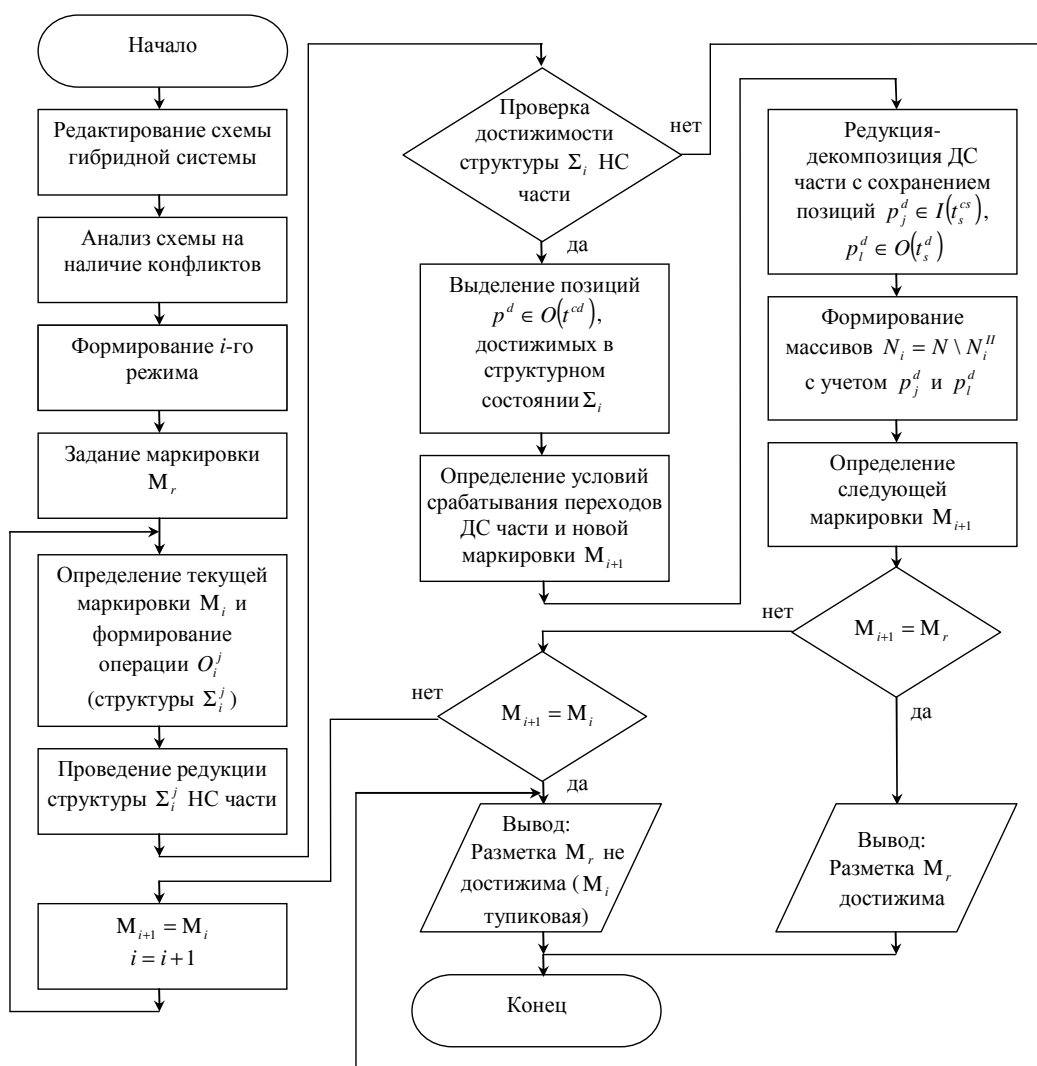 Начало
Редактирование схемы
гибридной системы
Анализ схемы на
наличие конфликтов
Формирование i-го
режима
Задание маркировки
M_r
Определение текущей
маркировки M_i и
формирование
операции O_i^j
(структуры Σ_i^j)
Проведение редукции
структуры Σ_i^j НС части
M_{i+1} = M_i
i = i+1
Проверка
достижимости
структуры Σ_i НС
части
нет
да
Выделение позиций
p^d ∈ O(t^{cd}),
достижимых в
структурном
состоянии Σ_i
Определение условий
срабатывания переходов
ДС части и новой
маркировки M_{i+1}
Редукция-
декомпозиция ДС
части с сохранением
позиций p_j^d ∈ I(t_s^{cs}),
p_l^d ∈ O(t_s^d)
Формирование
массивов N_i = N \ N_i^{II}
с учетом p_j^d и p_l^d
Определение
следующей
маркировки M_{i+1}
M_{i+1} = M_r
нет
да
M_{i+1} = M_i
нет
да
Вывод:
Разметка M_r не
достижима (M_i
тупиковая)
Вывод:
Разметка M_r
достижима
Конец